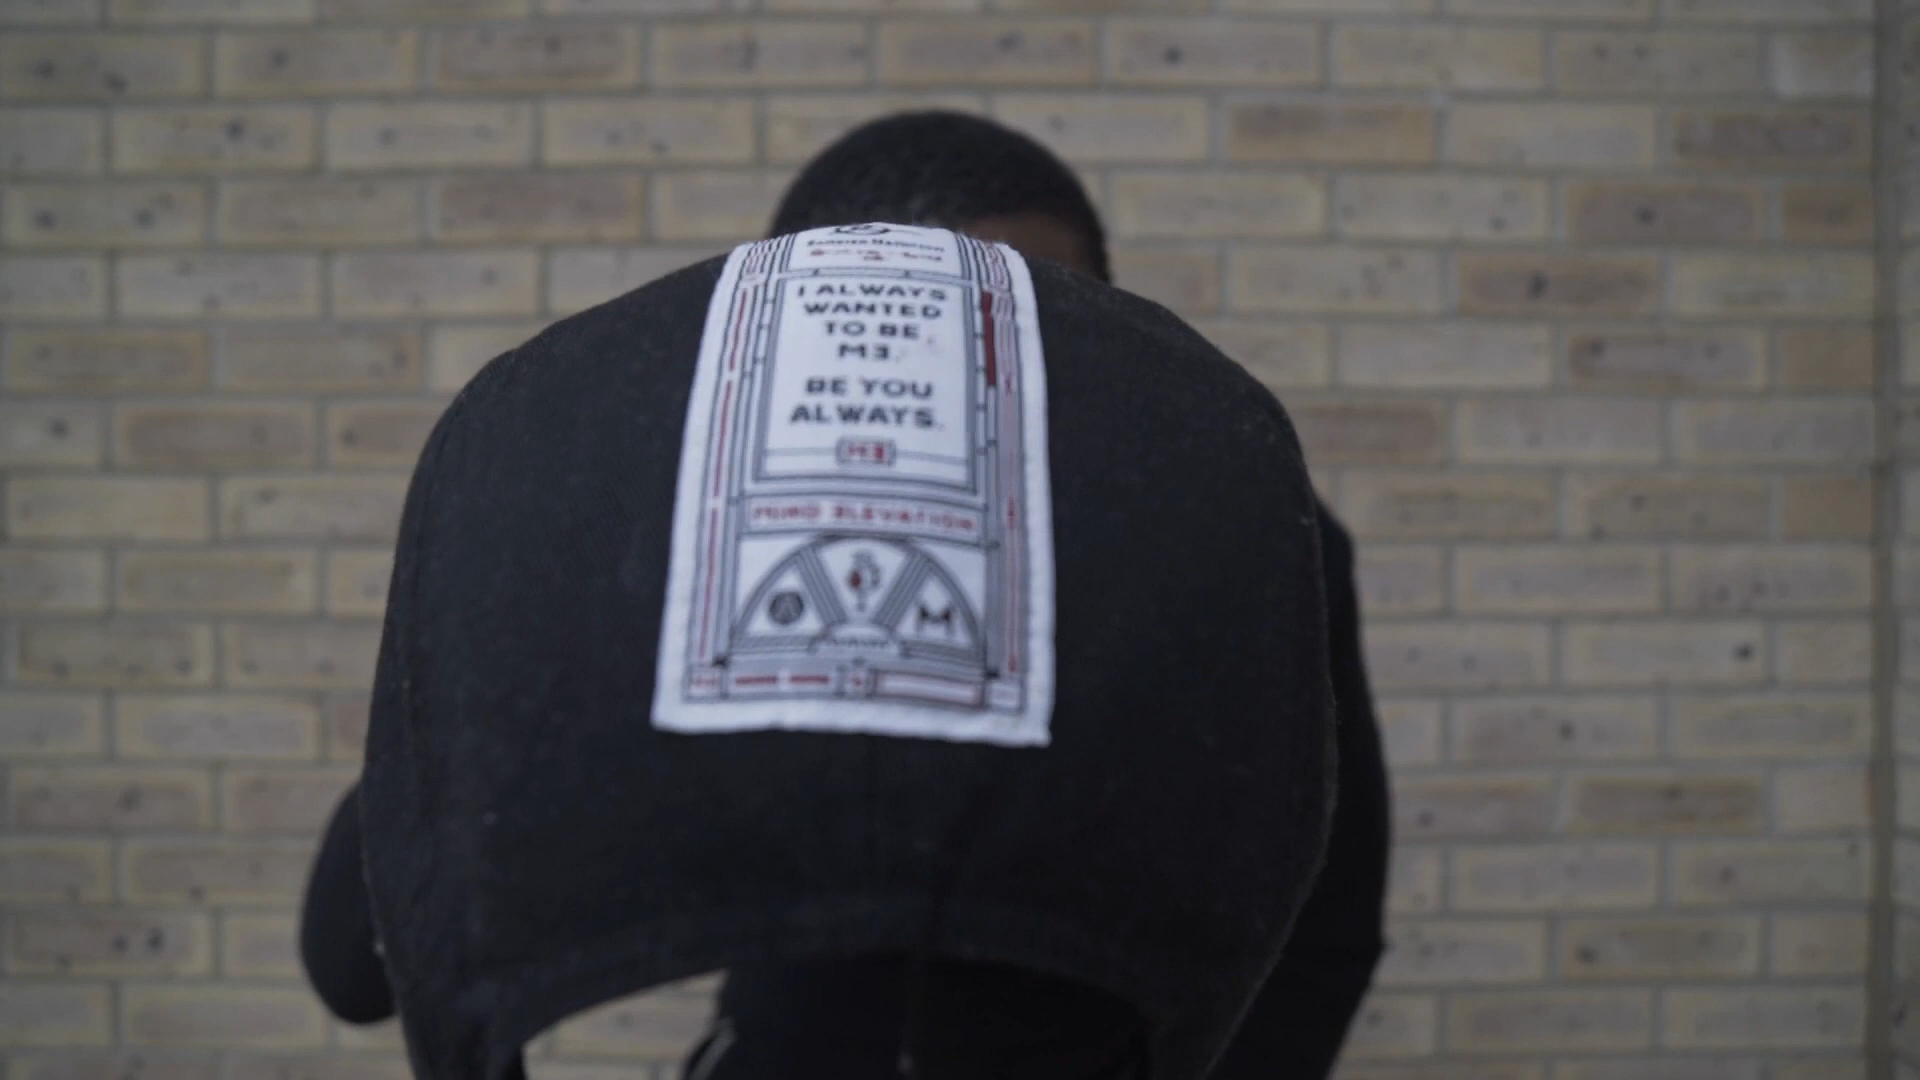 I ALWAYS
WANTED
TO BE
M3.
BE YOU
ALWAYS.
M3
MIND ELEVATION
M